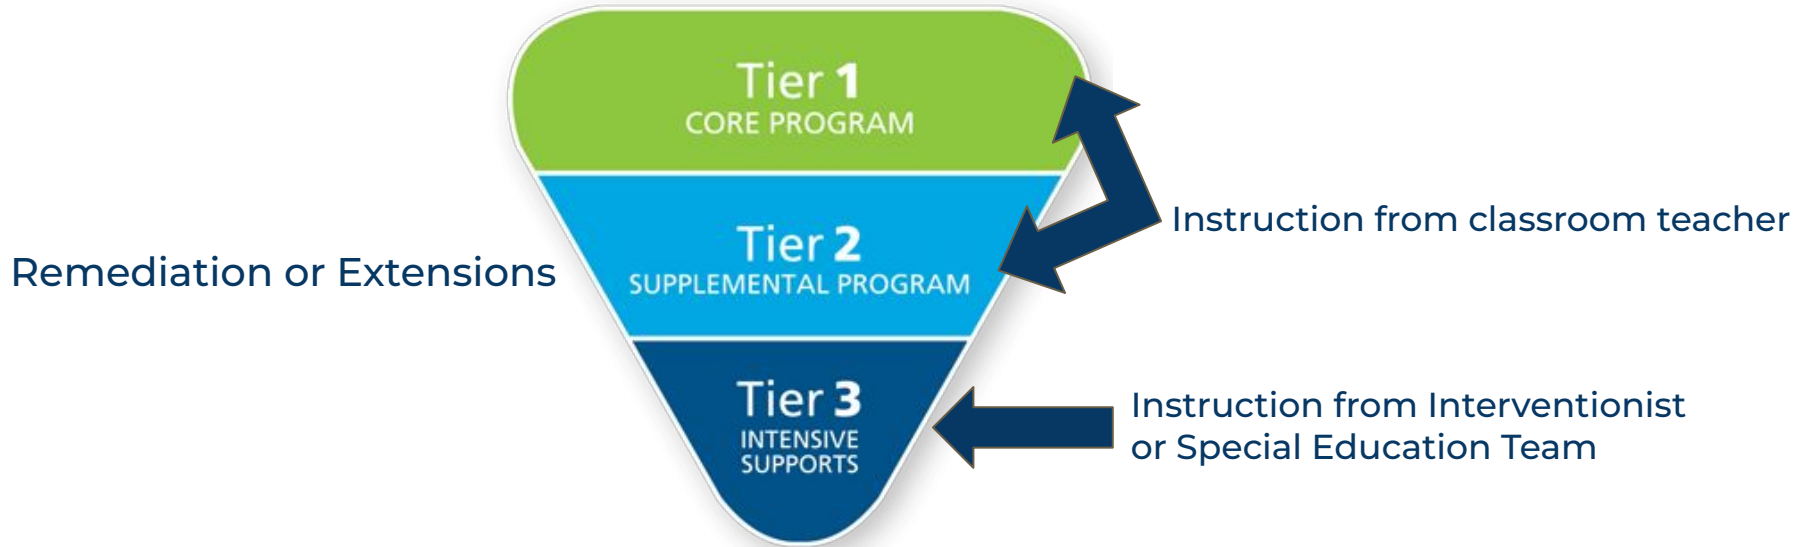 Tier 1
CORE PROGRAM
Instruction from classroom teacher
Tier 2
SUPPLEMENTAL PROGRAM
Remediation or Extensions
Tier 3
INTENSIVE
SUPPORTS
Instruction from Interventionist
or Special Education Team